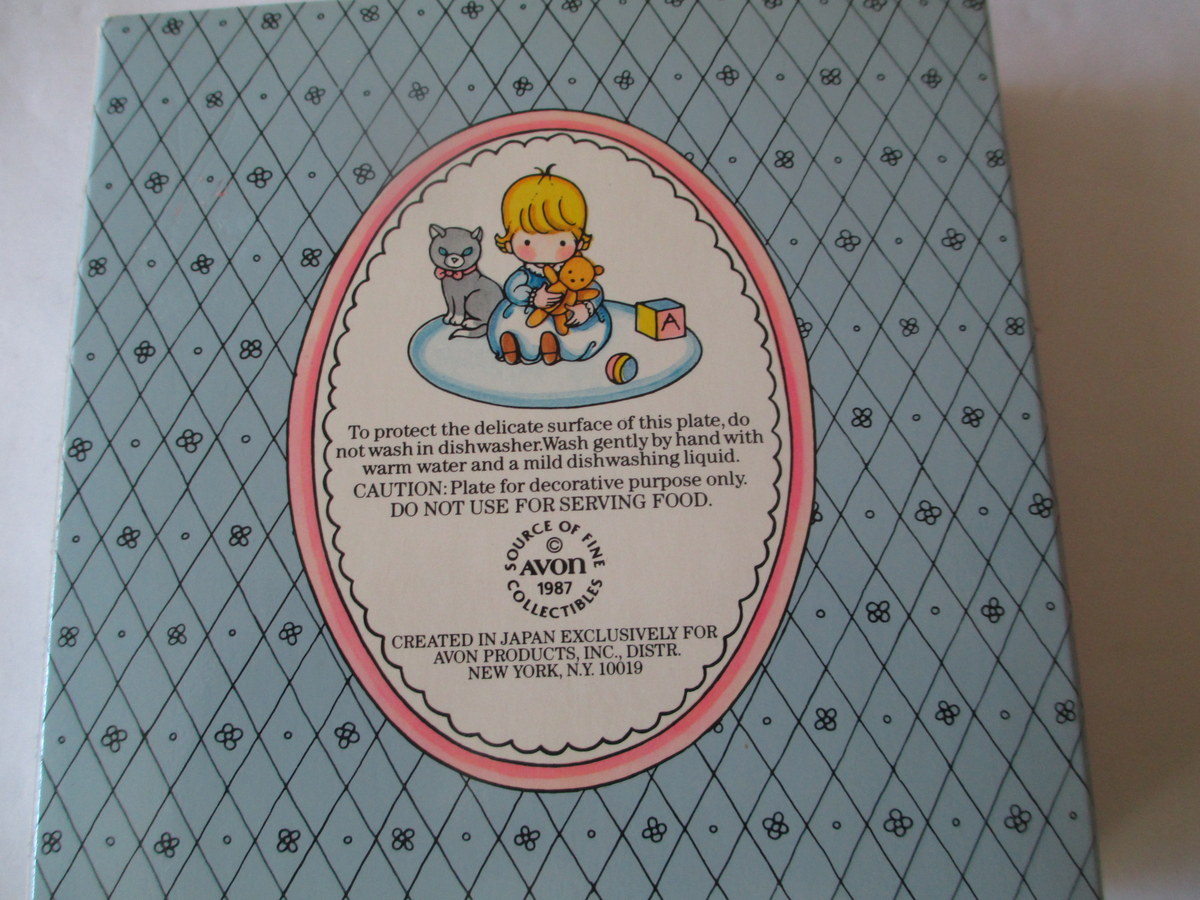 A
To protect the delicate surface of this plate, do
not wash in dishwasher.Wash gently by hand with
warm water and a mild dishwashing liquid.
CAUTION: Plate for decorative purpose only.
DO NOT USE FOR SERVING FOOD.
SOURCE OF FINE
©
AVON
1987
COLLECTIBLES
CREATED IN JAPAN EXCLUSIVELY FOR
AVON PRODUCTS, INC., DISTR.
NEW YORK, N.Y. 10019